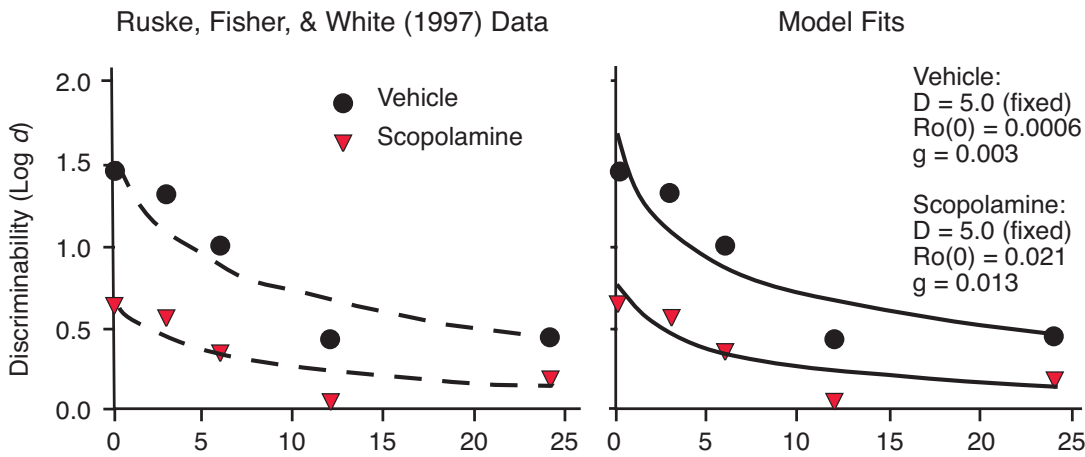 Ruske, Fisher, & White (1997) Data
Discriminability (Log d)
2.0
1.5
1.0
0.5
0.0
Vehicle
Scopolamine
0 5 10 15 20 25
Model Fits
Vehicle:
D = 5.0 (fixed)
Ro(0) = 0.0006
g = 0.003
Scopolamine:
D = 5.0 (fixed)
Ro(0) = 0.021
g = 0.013
0 5 10 15 20 25